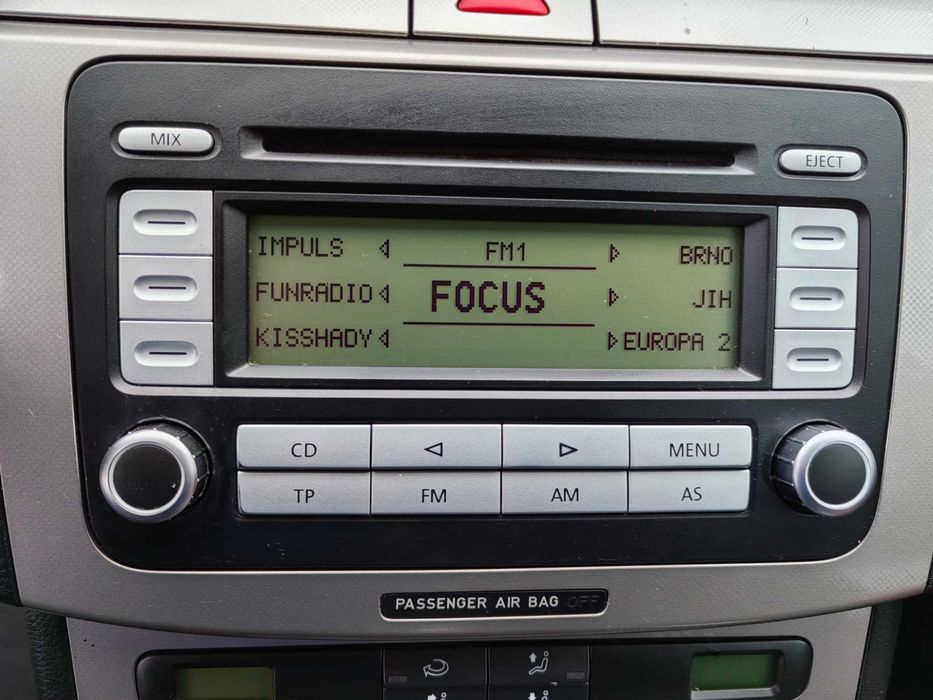 MIX
EJECT
IMPULS FM1 BRNO
FUNRADIO FOCUS JIH
KISSHADY EUROPA 2
CD MENU
TP FM AM AS
PASSENGER AIR BAG OFF